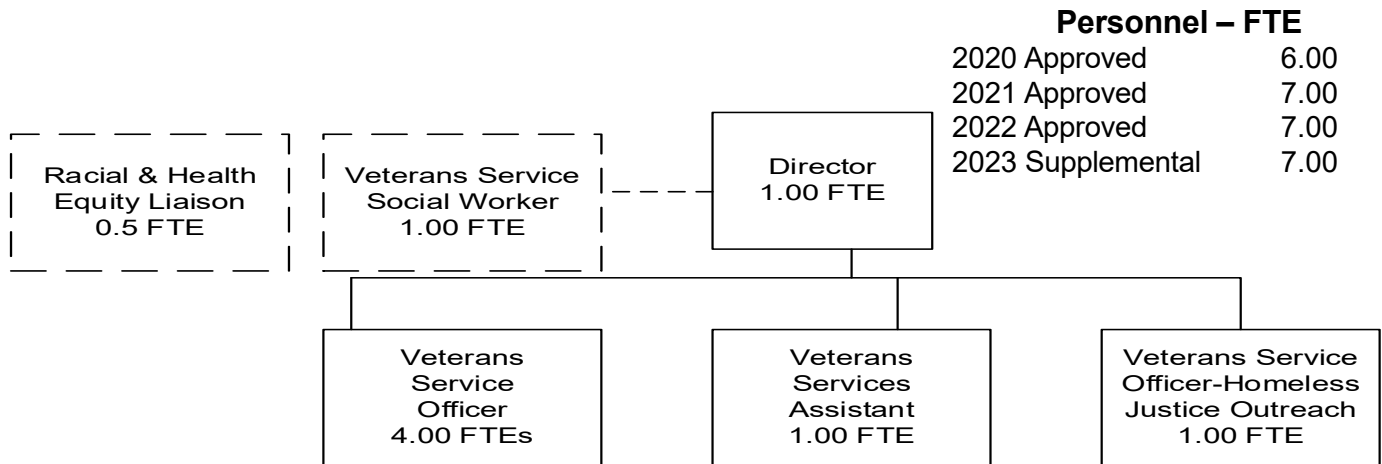 Personnel – FTE
2020 Approved 6.00
2021 Approved 7.00
2022 Approved 7.00
2023 Supplemental 7.00
Racial & Health
Equity Liaison
0.5 FTE
Veterans Service
Social Worker
1.00 FTE
Director
1.00 FTE
Veterans
Service
Officer
4.00 FTEs
Veterans
Services
Assistant
1.00 FTE
Veterans Service
Officer-Homeless
Justice Outreach
1.00 FTE